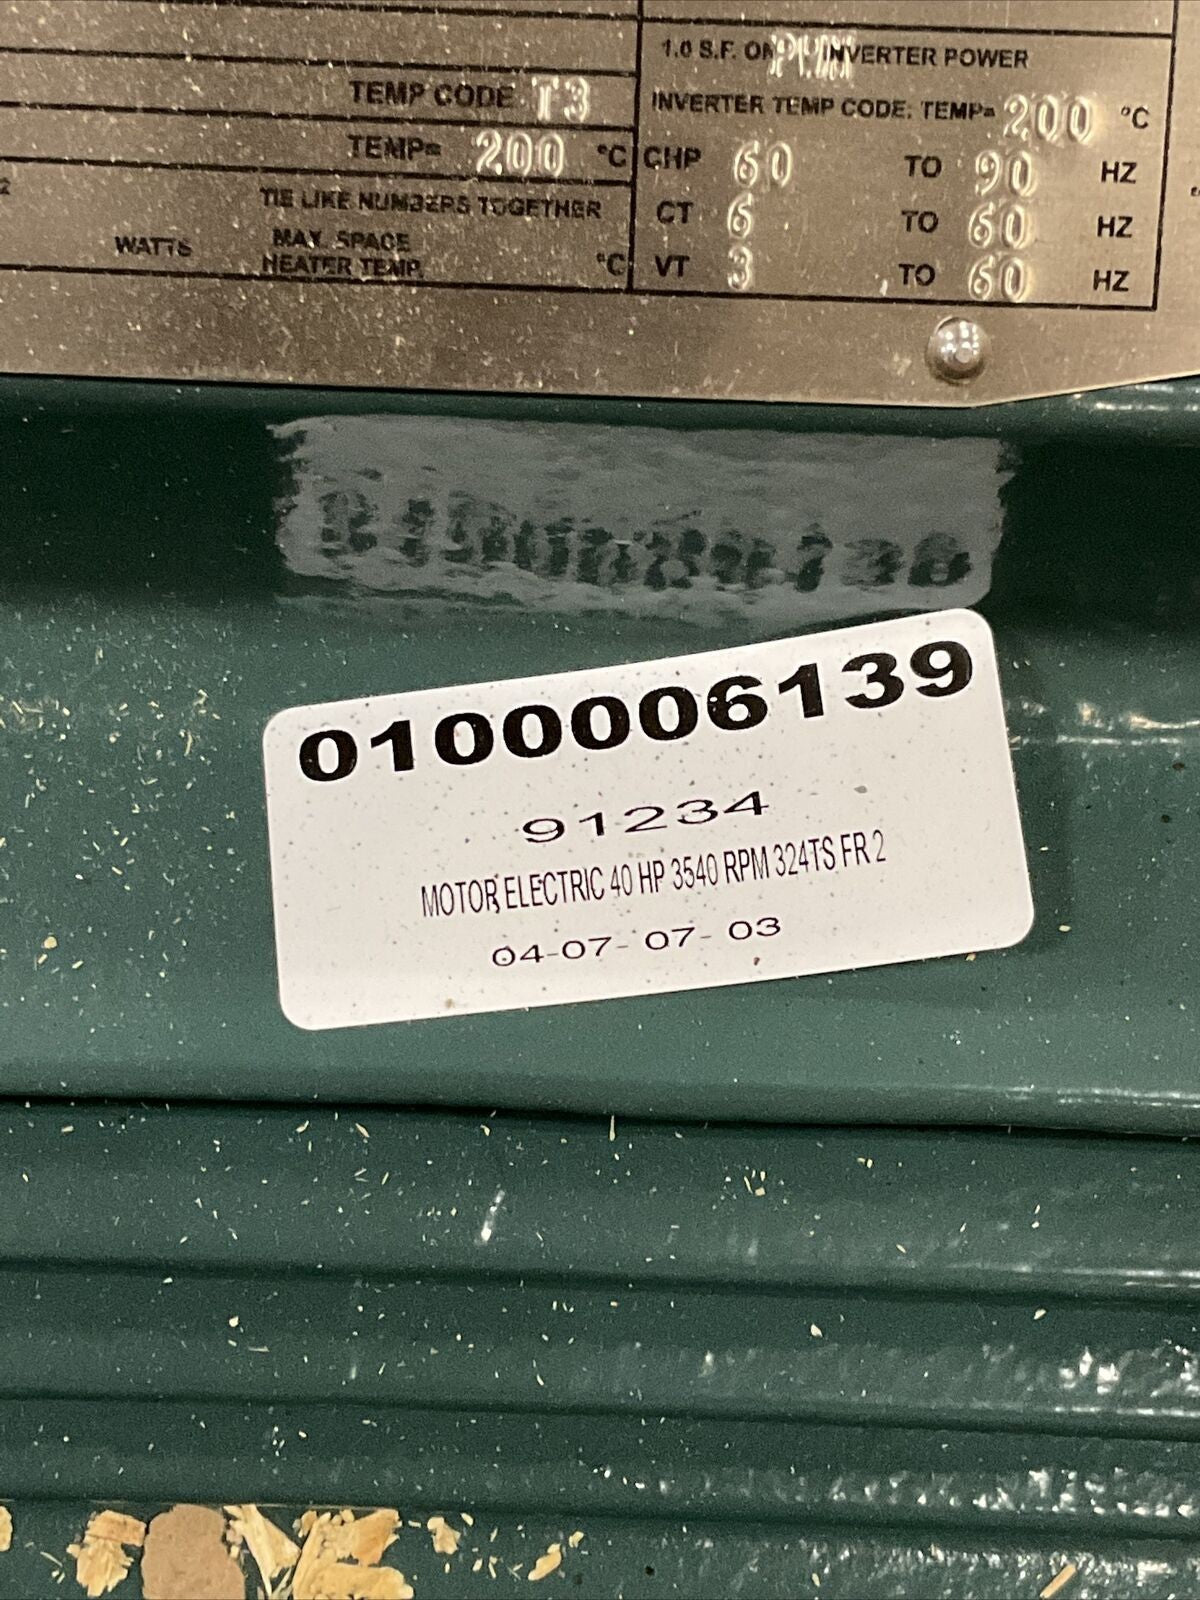 1.0 S.F. ON PWM INVERTER POWER
TEMP CODE T3
INVERTER TEMP CODE: TEMP= 200 °C
TEMP= 200 °C
CHP 60 TO 90 HZ
TIE LIKE NUMBERS TOGETHER
CT 6 TO 60 HZ
WATTS
MAX. SPACE
HEATER TEMP. °C
VT 3 TO 60 HZ
0100006139
91234
MOTOR, ELECTRIC 40 HP 3540 RPM 324TS FR 2
04-07- 07- 03